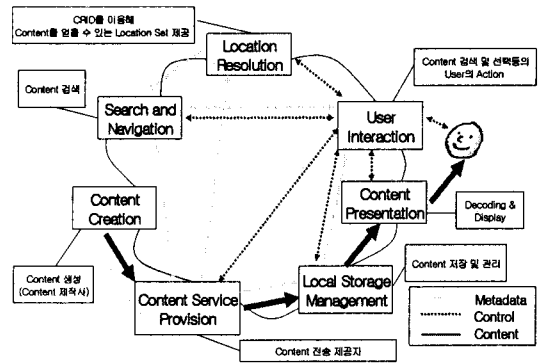 CRID를 이용해
Content를 얻을 수 있는 Location Set 제공
Location
Resolution
Content 검색 및 선택등의
User의 Action
Content 검색
Search and
Navigation
User
Interaction
Content
Creation
Content
Presentation
Decoding &
Display
Content 생성
(Content 제작사)
Content Service
Provision
Local Storage
Management
Content 저장 및 관리
Content 전송 제공자
Metadata
Control
Content